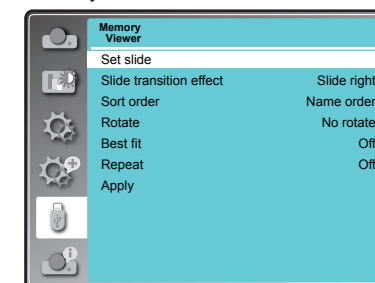 Memory
Viewer
Set slide
Slide transition effect Slide right
Sort order Name order
Rotate No rotate
Best fit Off
Repeat Off
Apply